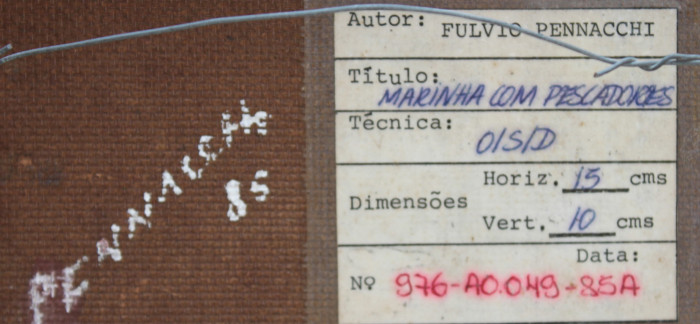 PENNACCHI
85
Autor: FULVIO PENNACCHI
Título:
MARINHA COM PESCADORES
Técnica:
O/S/D
Horiz. 15 cms
Dimensões
Vert. 10 cms
Data:
Nº 976-A0.049-85A